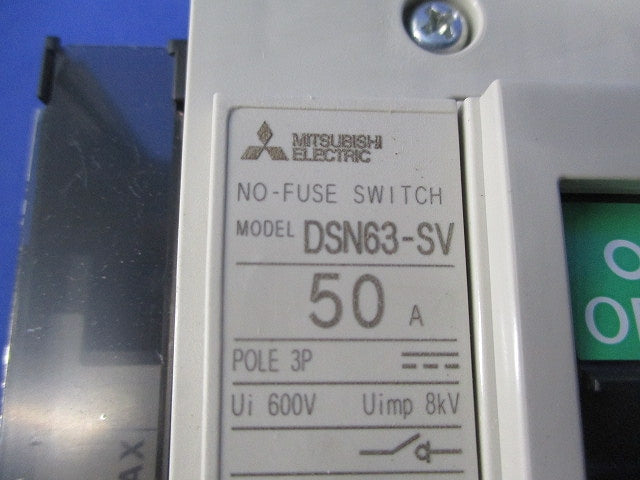 MITSUBISHI
ELECTRIC
NO-FUSE SWITCH
MODEL DSN63-SV
50 A
POLE 3P
Ui 600V Uimp 8kV